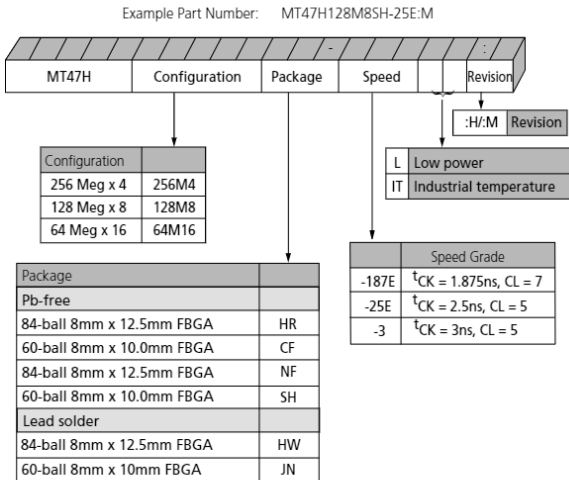 Example Part Number: MT47H128M8SH-25E:M
- :
MT47H Configuration Package Speed Revision
:H/:M Revision
Configuration
256 Meg x 4 256M4
128 Meg x 8 128M8
64 Meg x 16 64M16
L Low power
IT Industrial temperature
Speed Grade
-187E tCK = 1.875ns, CL = 7
-25E tCK = 2.5ns, CL = 5
-3 tCK = 3ns, CL = 5
Package
Pb-free
84-ball 8mm x 12.5mm FBGA HR
60-ball 8mm x 10.0mm FBGA CF
84-ball 8mm x 12.5mm FBGA NF
60-ball 8mm x 10.0mm FBGA SH
Lead solder
84-ball 8mm x 12.5mm FBGA HW
60-ball 8mm x 10mm FBGA JN